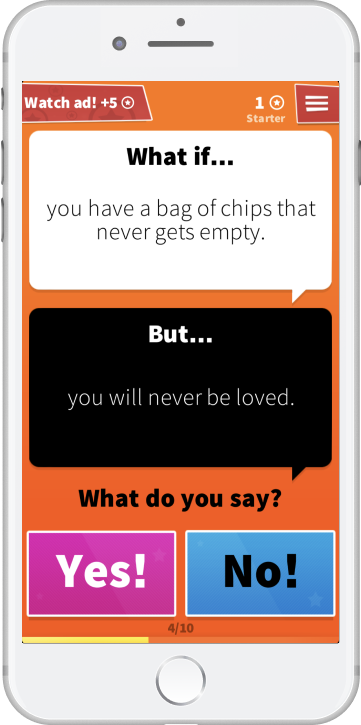 Watch ad! +5
1
Starter
What if...
you have a bag of chips that
never gets empty.
But...
you will never be loved.
What do you say?
Yes!
No!
4/10